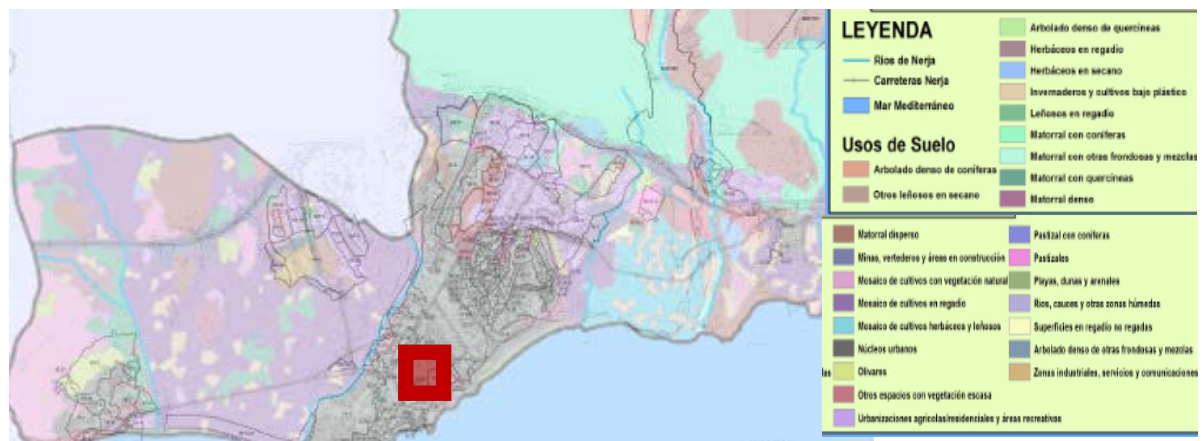 LEYENDA
Ríos de Nerja
Carreteras Nerja
Mar Mediterráneo
Usos de Suelo
Arbolado denso de coníferas
Otros leñosos en secano
Arbolado denso de quercíneas
Herbáceos en regadío
Herbáceos en secano
Invernaderos y cultivos bajo plástico
Leñosos en regadío
Matorral con coníferas
Matorral con otras frondosas y mezclas
Matorral con quercíneas
Matorral denso
Matorral disperso
Minas, vertederos y áreas en construcción
Mosaico de cultivos con vegetación natural
Mosaico de cultivos en regadío
Mosaico de cultivos herbáceos y leñosos
Núcleos urbanos
Olivares
Otros espacios con vegetación escasa
Urbanizaciones agrícolas/residenciales y áreas recreativas
Pastizal con coníferas
Pastizales
Playas, dunas y arenales
Ríos, cauces y otras zonas húmedas
Superficies en regadío no regadas
Arbolado denso de otras frondosas y mezclas
Zonas industriales, servicios y comunicaciones